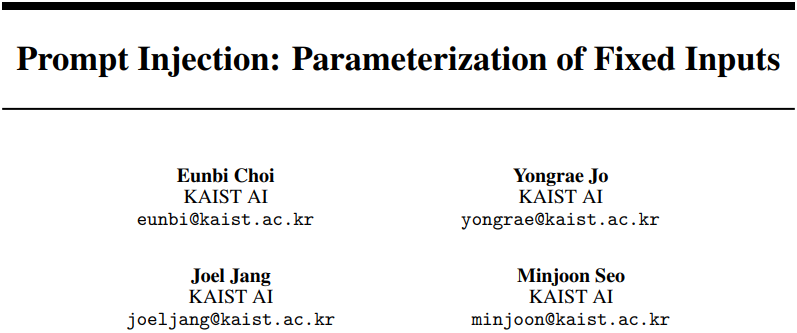 Prompt Injection: Parameterization of Fixed Inputs
Eunbi Choi
KAIST AI
eunbi@kaist.ac.kr
Yongrae Jo
KAIST AI
yongrae@kaist.ac.kr
Joel Jang
KAIST AI
joeljang@kaist.ac.kr
Minjoon Seo
KAIST AI
minjoon@kaist.ac.kr